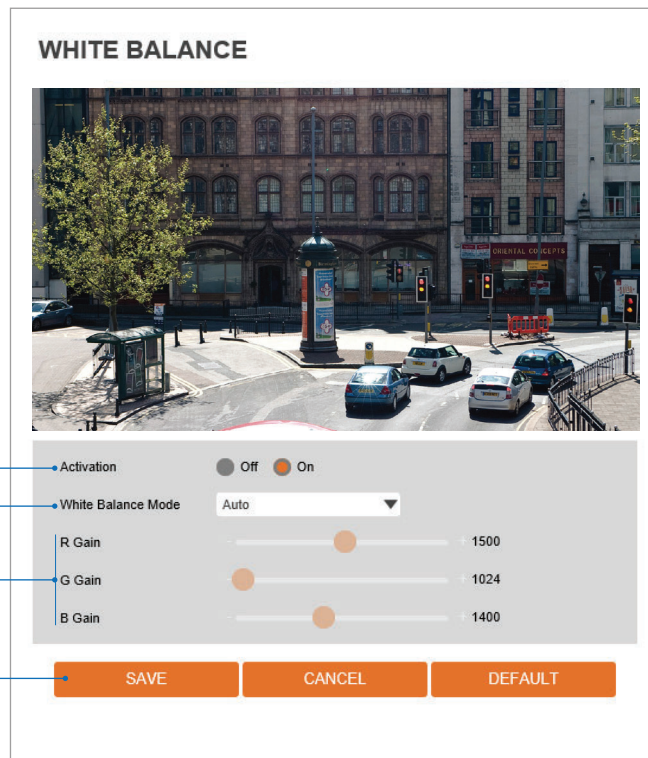 WHITE BALANCE
ORIENTAL CONCEPTS
Activation Off On
White Balance Mode Auto
R Gain - + 1500
G Gain - + 1024
B Gain - + 1400
SAVE CANCEL DEFAULT